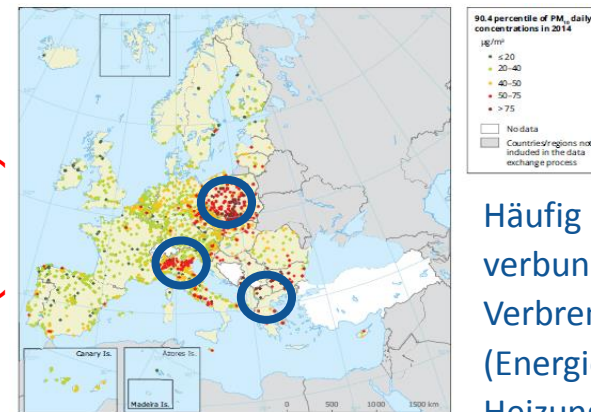 90.4 percentile of PM₁₀ daily
concentrations in 2014
µg/m³
≤ 20
20–40
40–50
50–75
> 75
No data
Countries/regions not
included in the data
exchange process
Canary Is.
Azores Is.
Madeira Is.
0 500 1000 1500 km
Häufig
verbun
Verbren
(Energi
Heizun